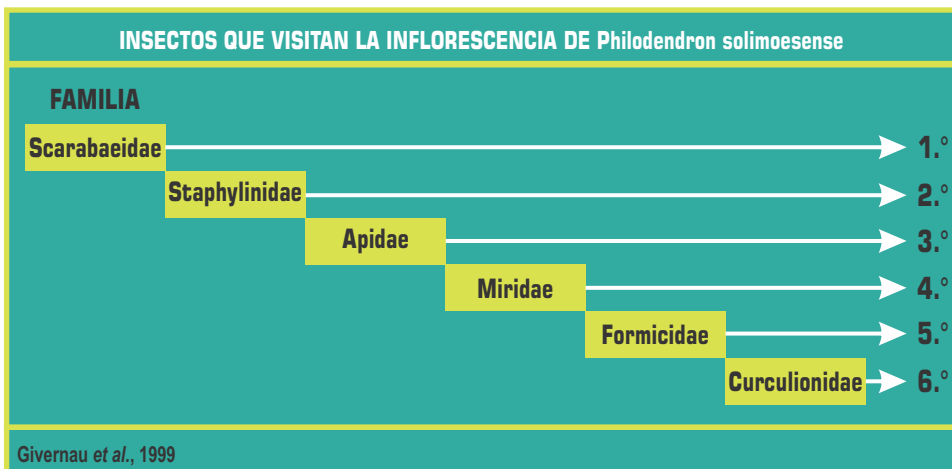 INSECTOS QUE VISITAN LA INFLORESCENCIA DE Philodendron solimoesense
FAMILIA
Scarabaeidae 1.°
Staphylinidae 2.°
Apidae 3.°
Miridae 4.°
Formicidae 5.°
Curculionidae 6.°
Givernau et al., 1999